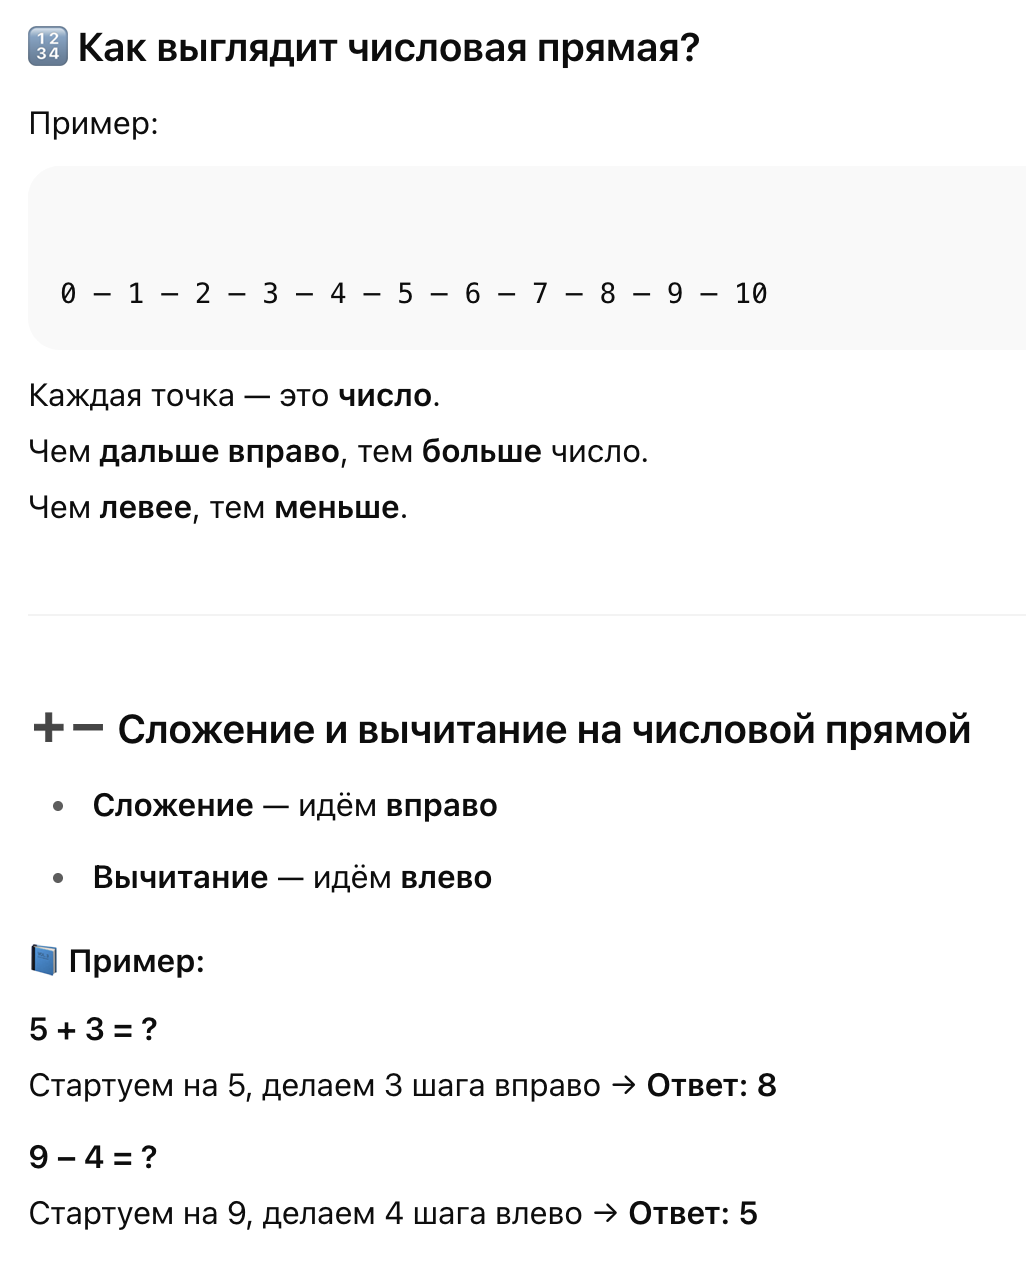 Как выглядит числовая прямая?
Пример:
0 — 1 — 2 — 3 — 4 — 5 — 6 — 7 — 8 — 9 — 10
Каждая точка — это число.
Чем дальше вправо, тем больше число.
Чем левее, тем меньше.
➕➖ Сложение и вычитание на числовой прямой
• Сложение — идём вправо
• Вычитание — идём влево
📘 Пример:
5 + 3 = ?
Стартуем на 5, делаем 3 шага вправо → Ответ: 8
9 – 4 = ?
Стартуем на 9, делаем 4 шага влево → Ответ: 5